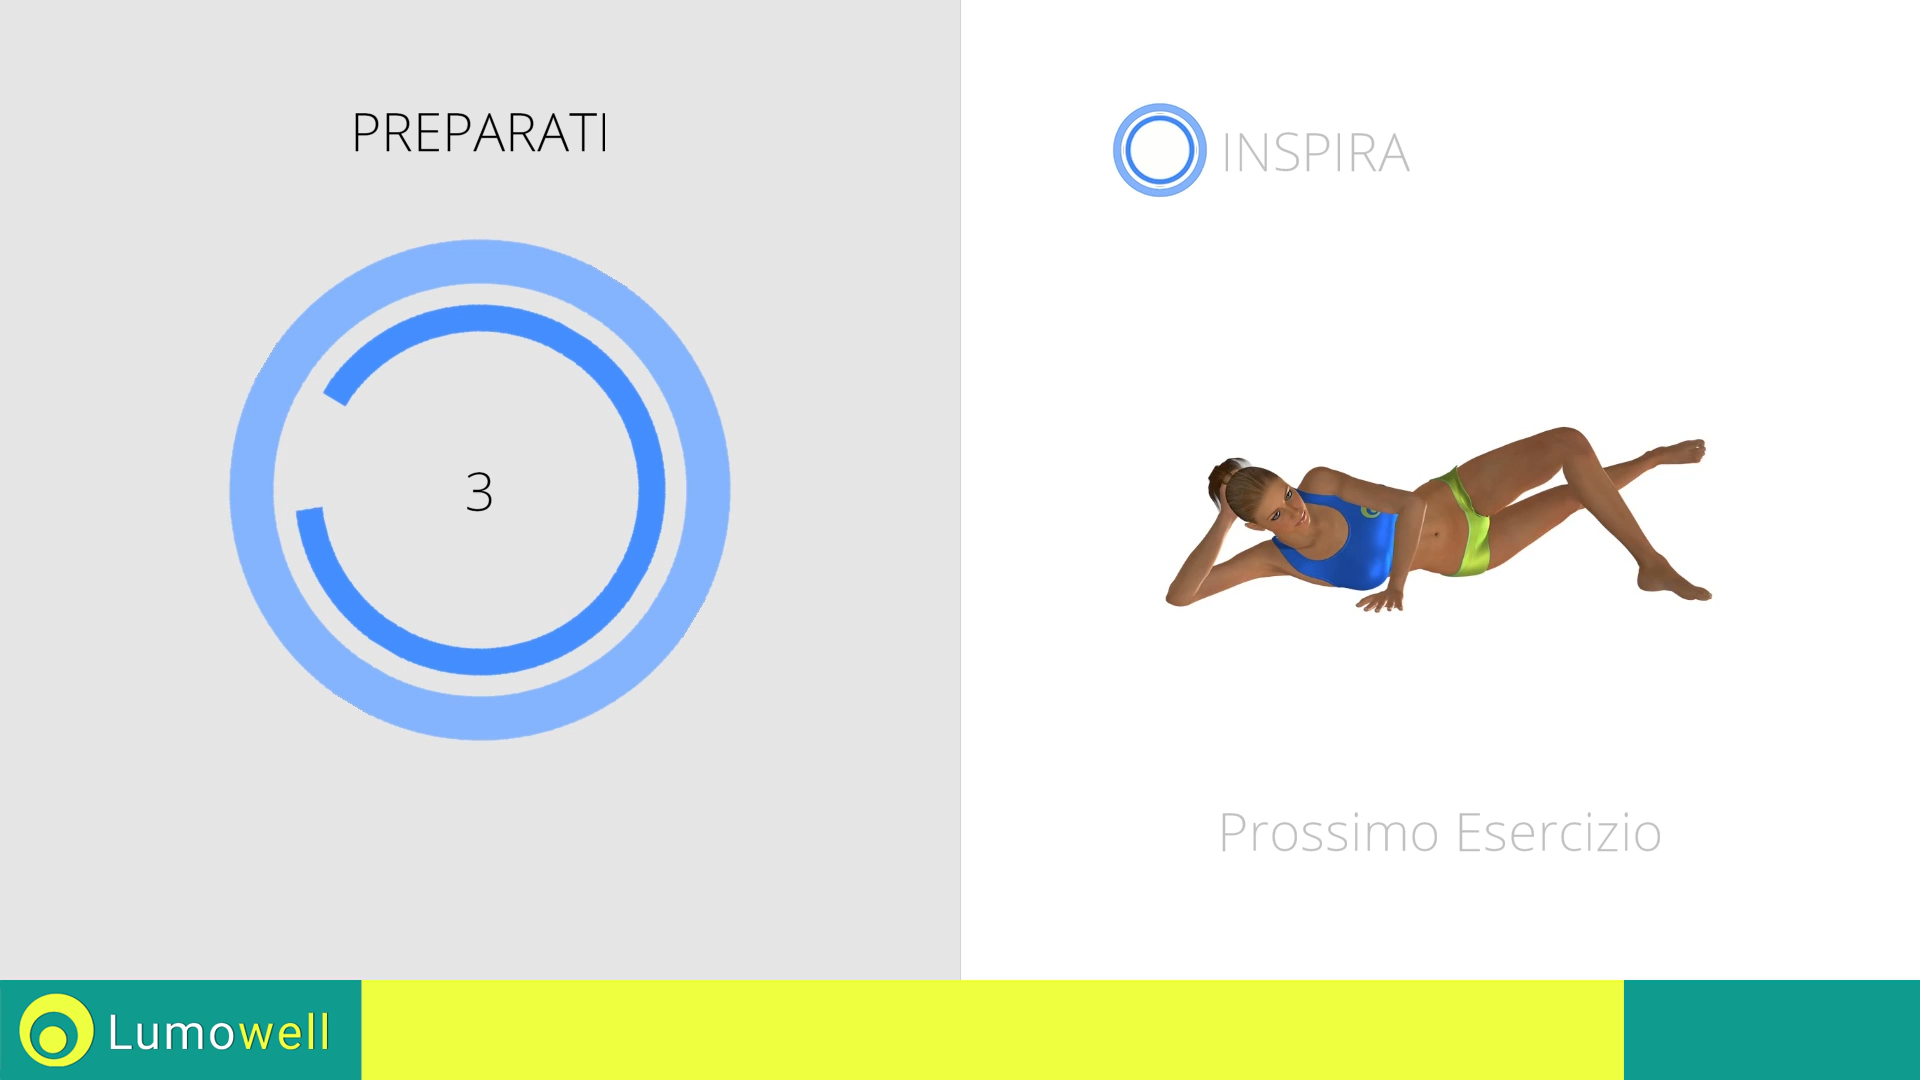 PREPARATI
3
INSPIRA
Prossimo Esercizio
Lumowell